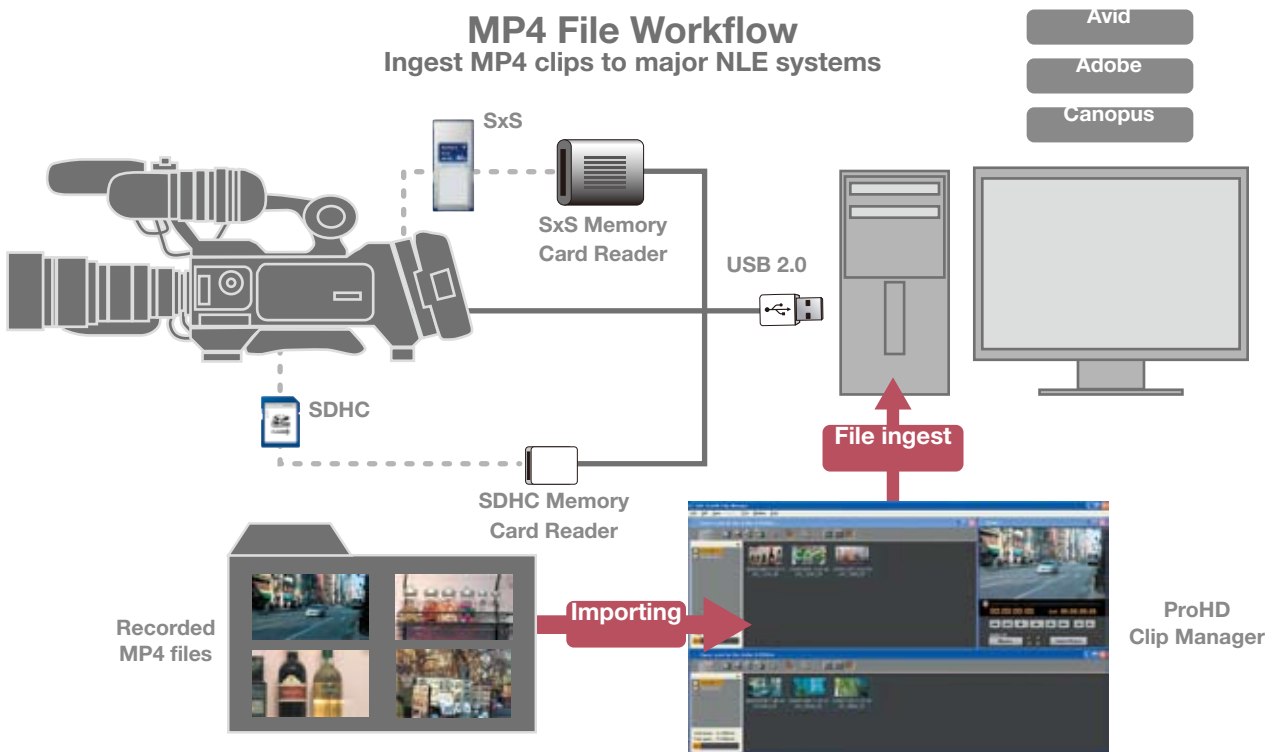 MP4 File Workflow
Ingest MP4 clips to major NLE systems
Avid
Adobe
Canopus
SxS
SxS Memory
Card Reader
USB 2.0
SDHC
File ingest
SDHC Memory
Card Reader
Recorded
MP4 files
Importing
ProHD
Clip Manager